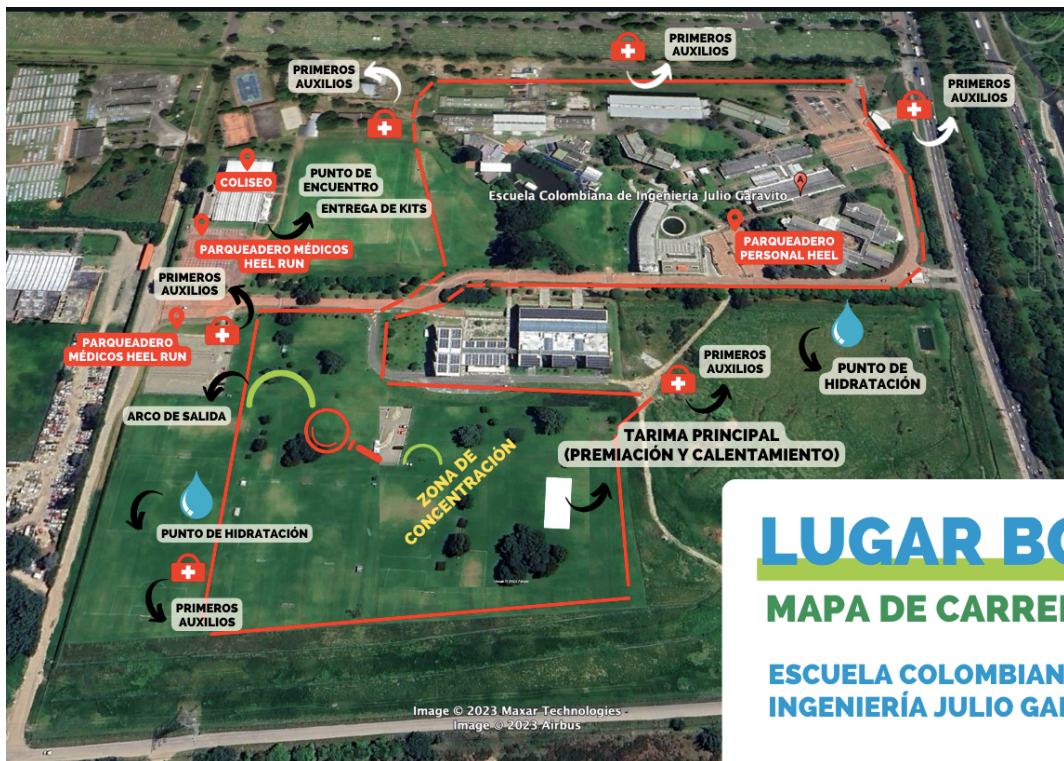 PRIMEROS
AUXILIOS
PRIMEROS
AUXILIOS
PRIMEROS
AUXILIOS
COLISEO
PUNTO DE
ENCUENTRO
ENTREGA DE KITS
Escuela Colombiana de Ingeniería Julio Garavito
A
PARQUEADERO MÉDICOS
HEEL RUN
PARQUEADERO
PERSONAL HEEL
PRIMEROS
AUXILIOS
PARQUEADERO
MÉDICOS HEEL RUN
PRIMEROS
AUXILIOS
PUNTO DE
HIDRATACIÓN
ARCO DE SALIDA
TARIMA PRINCIPAL
(PREMIACIÓN Y CALENTAMIENTO)
ZONA DE
CONCENTRACIÓN
PUNTO DE HIDRATACIÓN
PRIMEROS
AUXILIOS
Image © 2023 Airbus
LUGAR BO
MAPA DE CARRE
ESCUELA COLOMBIAN
INGENIERÍA JULIO GA
Image © 2023 Maxar Technologies -
Image © 2023 Airbus